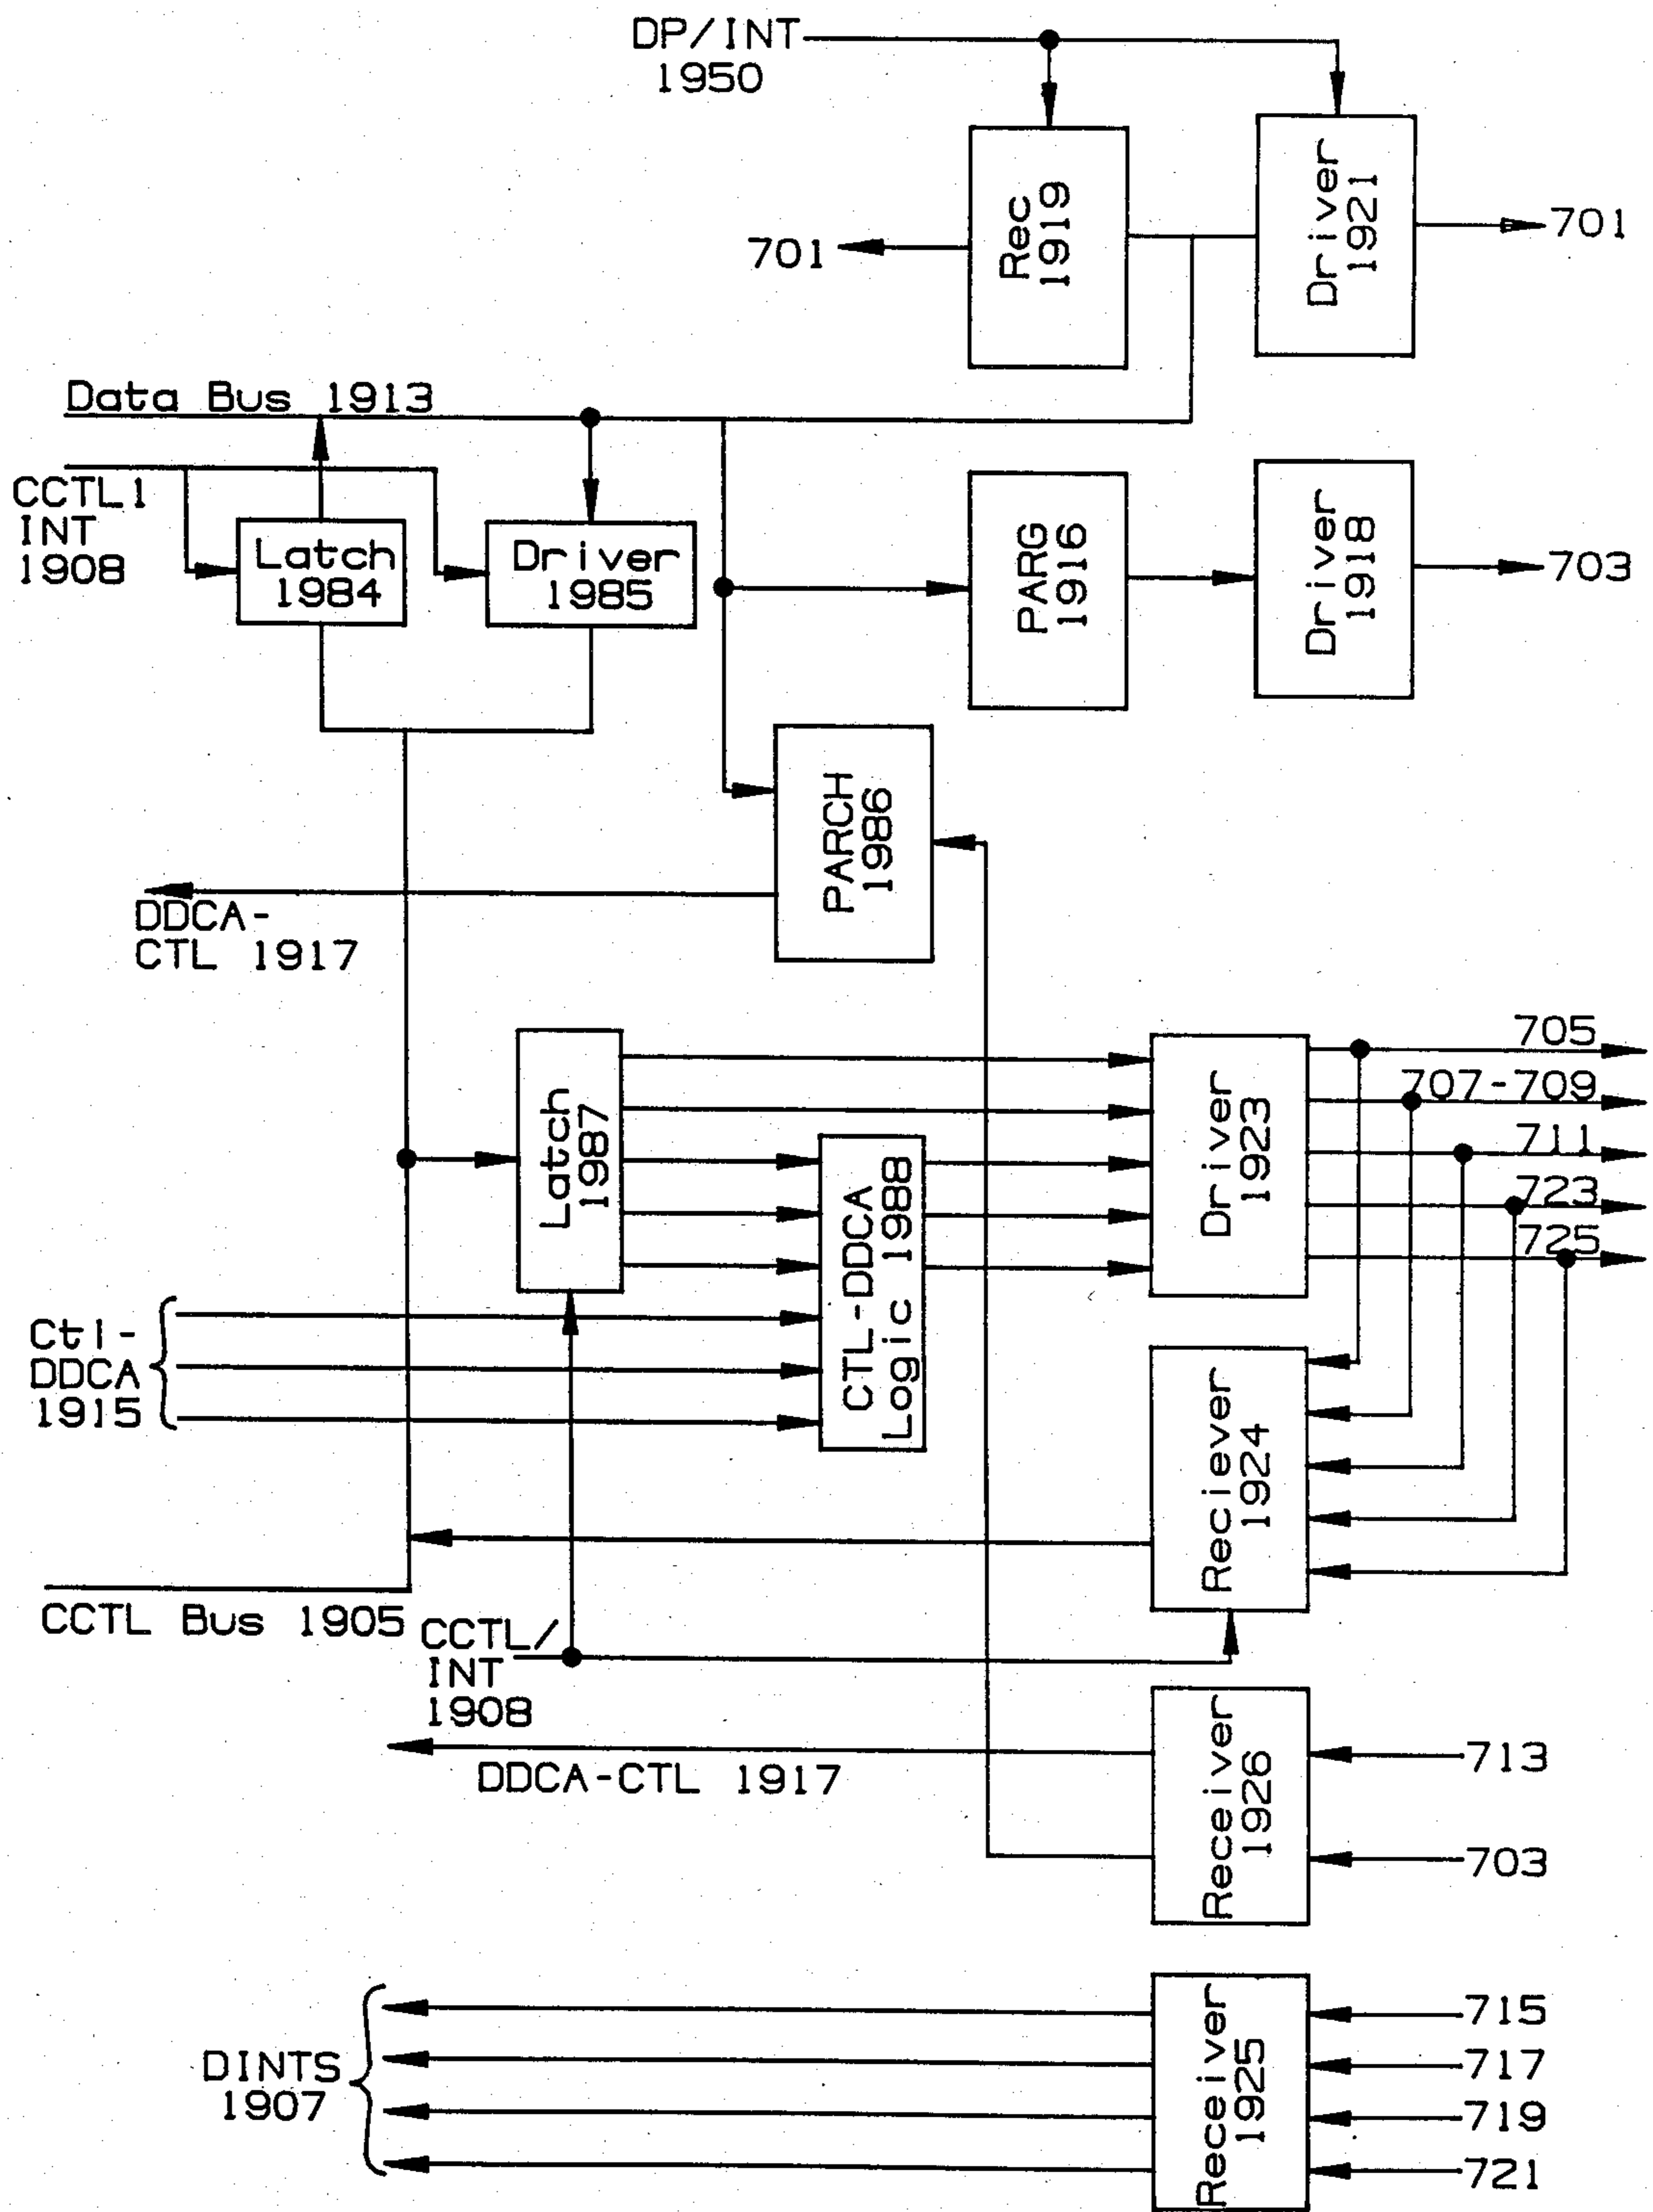 DP/INT
1950
Rec
1919
Driver
1921
701
701
Data Bus 1913
CCTL1
INT
1908
Latch
1984
Driver
1985
PARG
1916
Driver
1918
703
PARCH
1986
DDCA-
CTL 1917
Latch
1987
CTL-DDCA
Logic 1988
Driver
1923
705
707-709
711
723
725
Ctl-
DDCA
1915
Reciever
1924
CCTL Bus 1905
CCTL/
INT
1908
DDCA-CTL 1917
Receiver
1926
713
703
DINTS
1907
Receiver
1925
715
717
719
721